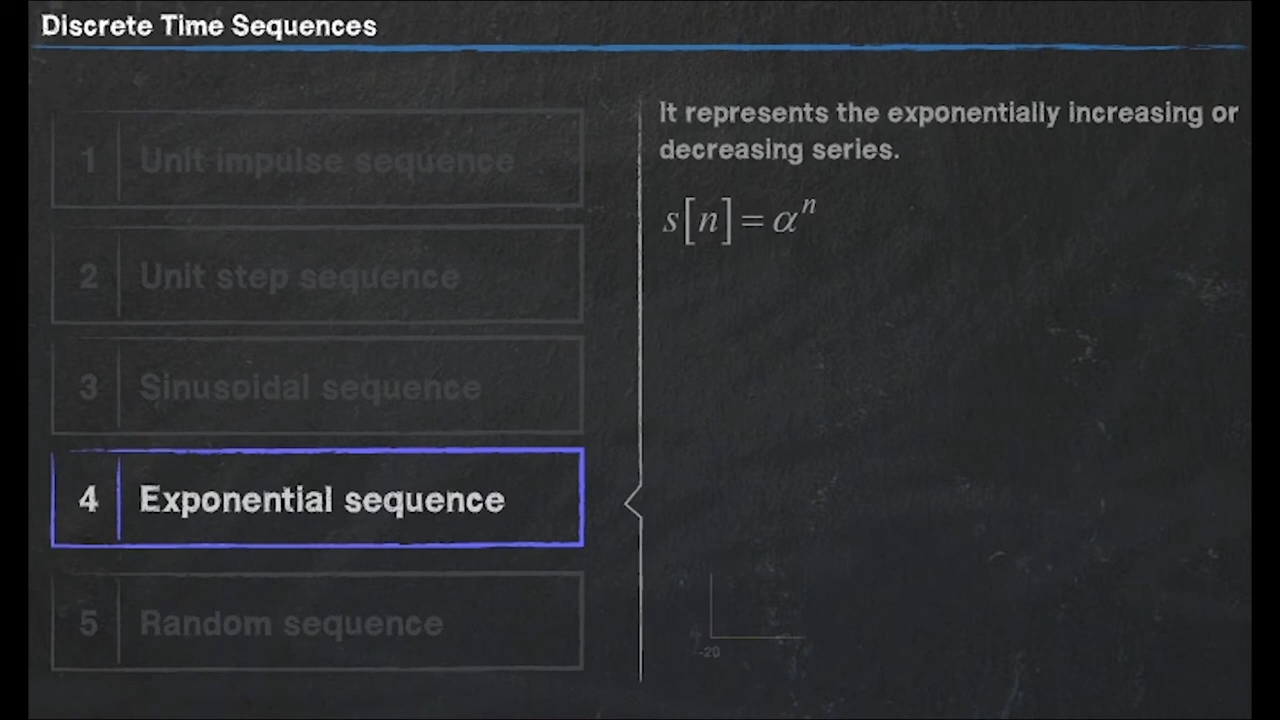 Discrete Time Sequences
1 Unit impulse sequence
2 Unit step sequence
3 Sinusoidal sequence
4 Exponential sequence
5 Random sequence
It represents the exponentially increasing or
decreasing series.
s[n] = αⁿ
-20